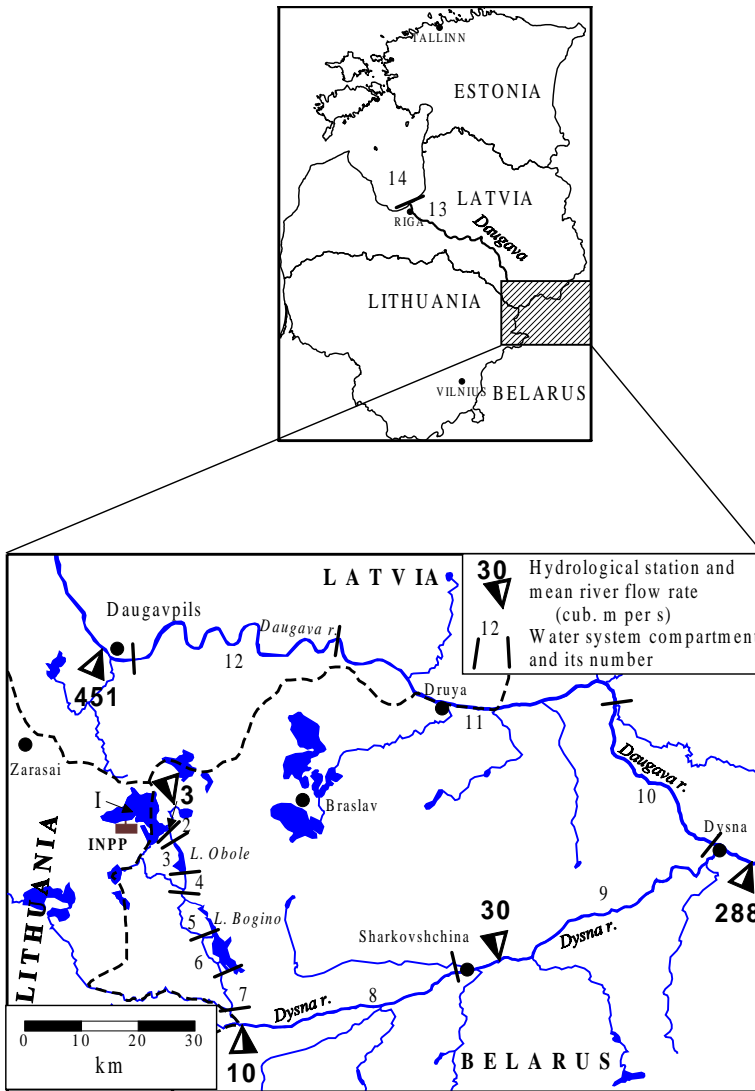 TALLINN
ESTONIA
14
LATVIA
13
RIGA
Daugava
LITHUANIA
VILNIUS
BELARUS
LATVIA
30
Hydrological station and
mean river flow rate
(cub. m per s)
12
Water system compartment
and its number
Daugavpils
Daugava r.
12
451
Druya
11
Zarasai
Daugava r.
10
I
3
Braslav
2
INPP
Dysna
3
L. Obole
4
LITHUANIA
9
288
L. Bogino
5
30
Sharkovshchina
Dysna r.
6
7
8
Dysna r.
0 10 20 30
km
10
BELARUS